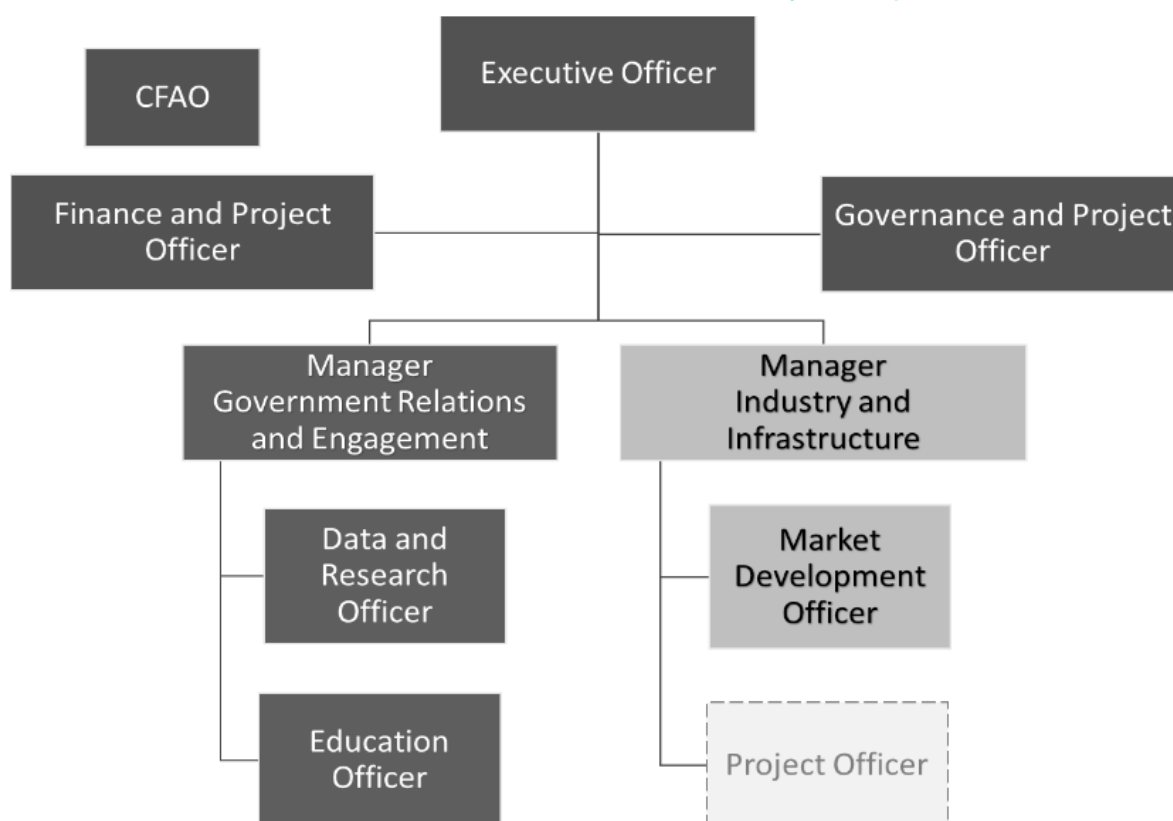 Executive Officer
CFAO
Finance and Project
Officer
Governance and Project
Officer
Manager
Government Relations
and Engagement
Manager
Industry and
Infrastructure
Data and
Research
Officer
Market
Development
Officer
Education
Officer
Project Officer